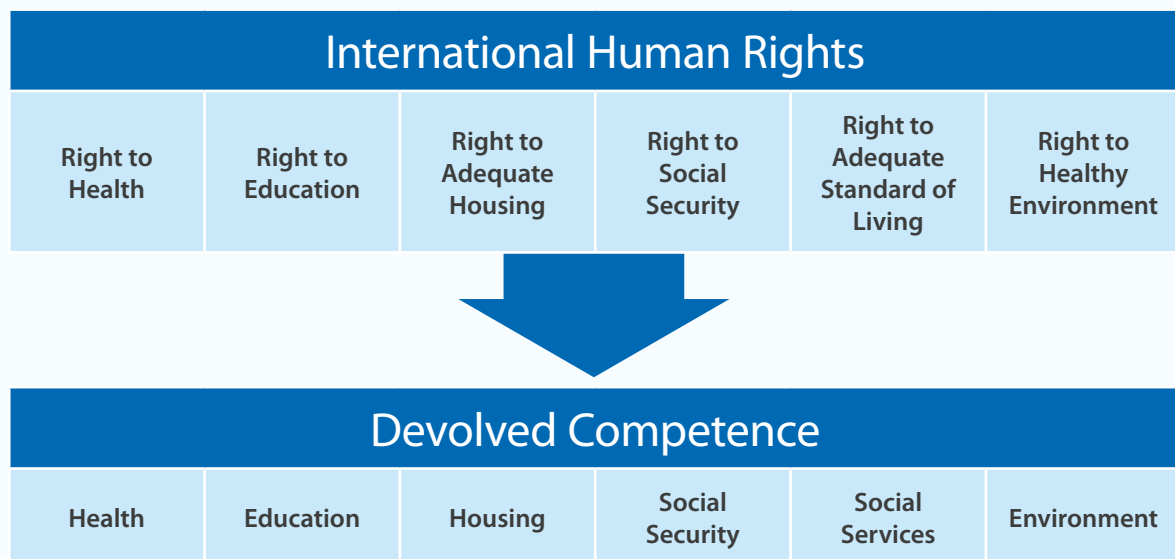 International Human Rights
Right to
Health
Right to
Education
Right to
Adequate
Housing
Right to
Social
Security
Right to
Adequate
Standard of
Living
Right to
Healthy
Environment
Devolved Competence
Health
Education
Housing
Social
Security
Social
Services
Environment